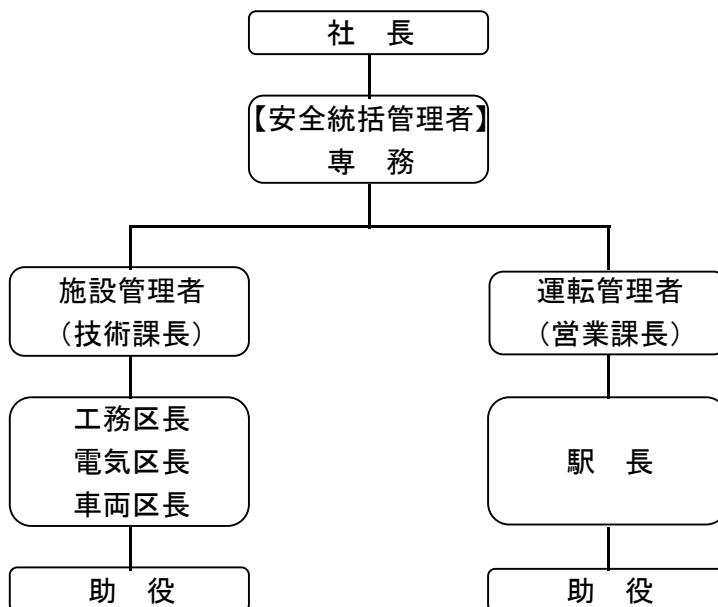 社　長
【安全統括管理者】
専　務
施設管理者
（技術課長）
運転管理者
（営業課長）
工務区長
電気区長
車両区長
駅　長
助　役
助　役